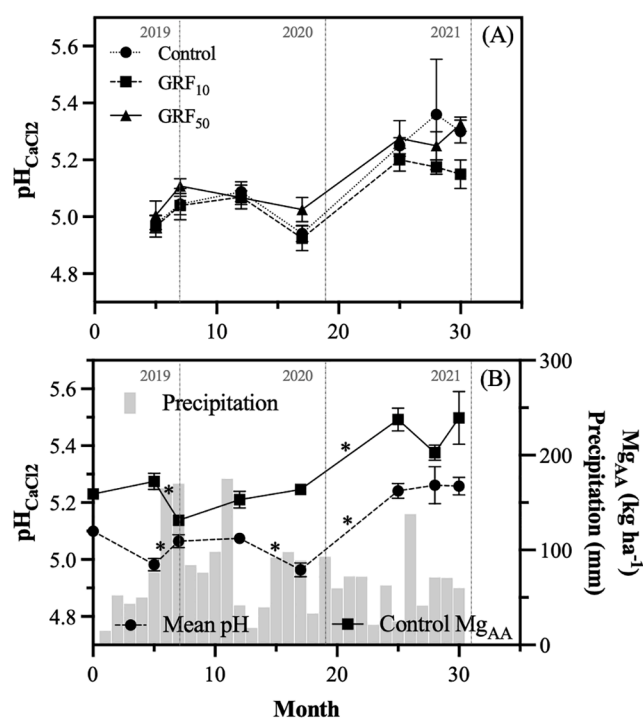 2019 2020 2021 (A)
5.6
Control
5.4
GRF10
GRF50
5.2
pHCaCl2
5.0
4.8
0 10 20 30
2019 2020 2021 (B) 300
5.6
Precipitation
5.4
200
* *
5.2
pHCaCl2
* *
5.0
100
4.8
Mean pH Control MgAA
0
0 10 20 30
Month
MgAA (kg ha-1)
Precipitation (mm)